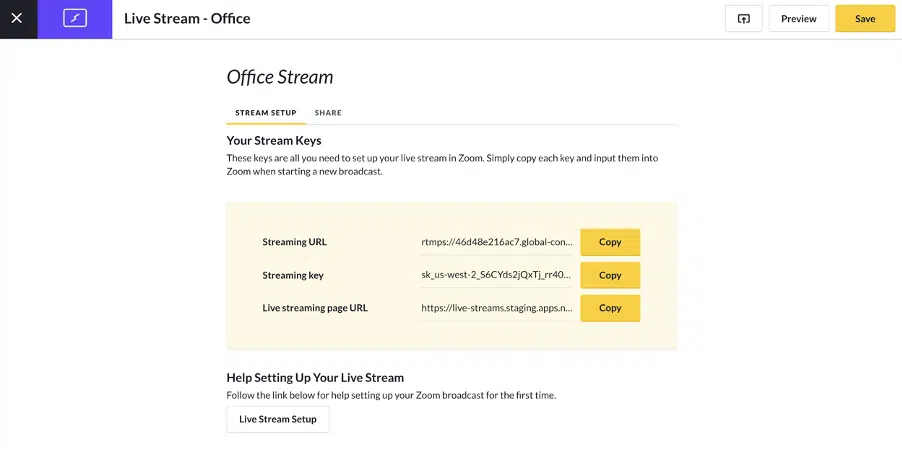 Live Stream - Office
Preview
Save
Office Stream
STREAM SETUP SHARE
Your Stream Keys
These keys are all you need to set up your live stream in Zoom. Simply copy each key and input them into
Zoom when starting a new broadcast.
Streaming URL rtmps://46d48e216ac7.global-con... Copy
Streaming key sk_us-west-2_S6CYds2jQxTj_rr40... Copy
Live streaming page URL https://live-streams.staging.apps.n... Copy
Help Setting Up Your Live Stream
Follow the link below for help setting up your Zoom broadcast for the first time.
Live Stream Setup